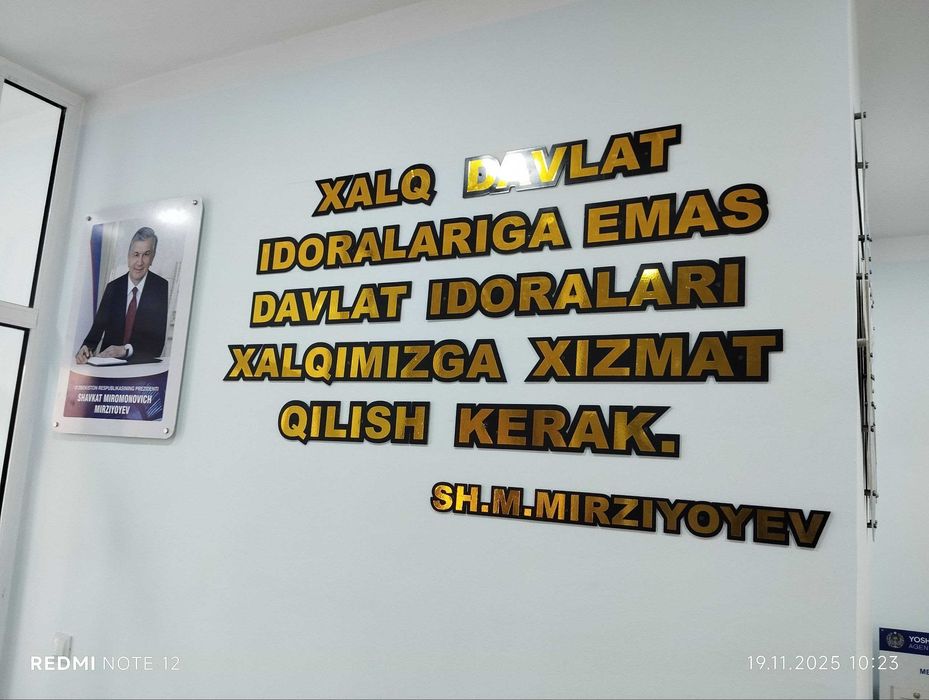 XALQ DAVLAT
IDORALARIGA EMAS
DAVLAT IDORALARI
XALQIMIZGA XIZMAT
QILISH KERAK.
SH.M.MIRZIYOYEV
O'ZBEKISTON RESPUBLIKASINING PREZIDENTI
SHAVKAT MIROMONOVICH
MIRZIYOYEV
REDMI NOTE 12
19.11.2025 10:23